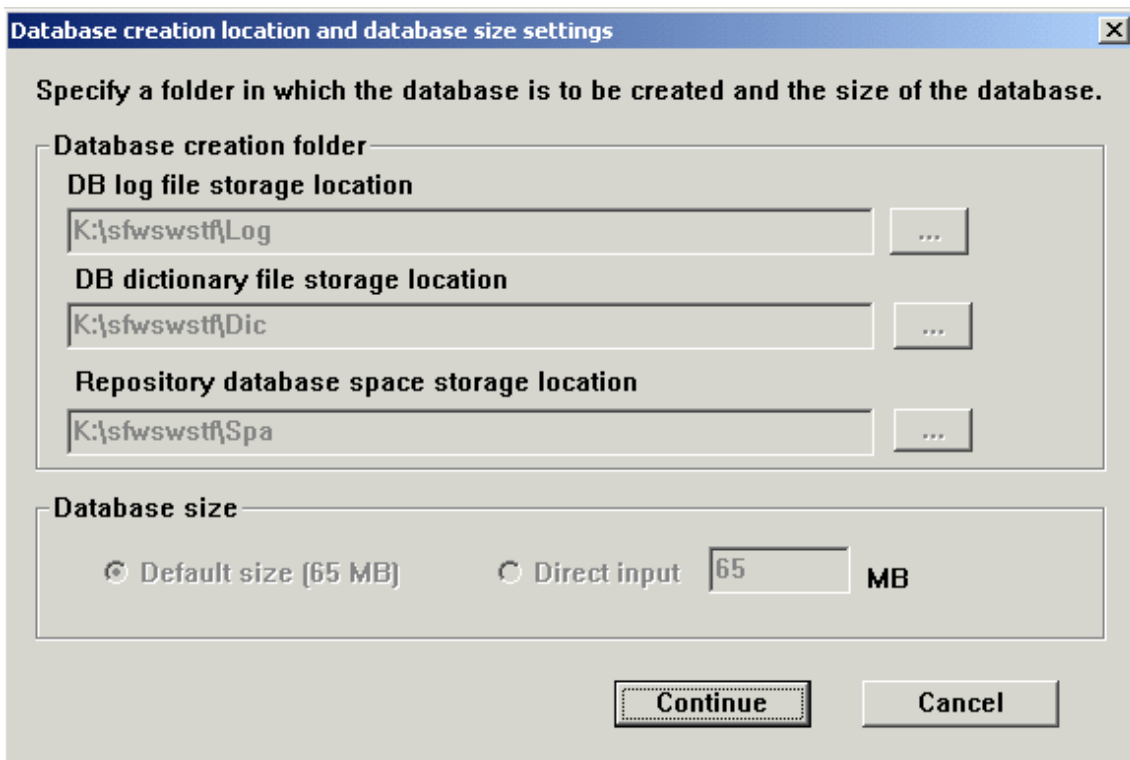 Database creation location and database size settings
Specify a folder in which the database is to be created and the size of the database.
Database creation folder
DB log file storage location
K:\sfwswstf\Log
...
DB dictionary file storage location
K:\sfwswstf\Dic
...
Repository database space storage location
K:\sfwswstf\Spa
...
Database size
Default size (65 MB) Direct input 65 MB
Continue Cancel